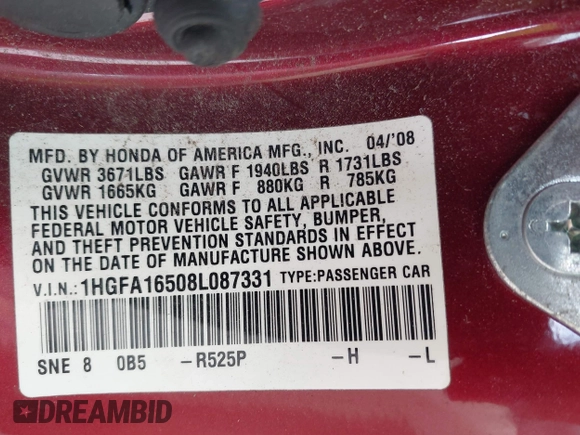 MFD. BY HONDA OF AMERICA MFG., INC. 04/'08
GVWR 3671LBS GAWR F 1940LBS R 1731LBS
GVWR 1665KG GAWR F 880KG R 785KG
THIS VEHICLE CONFORMS TO ALL APPLICABLE
FEDERAL MOTOR VEHICLE SAFETY, BUMPER,
AND THEFT PREVENTION STANDARDS IN EFFECT
ON THE DATE OF MANUFACTURE SHOWN ABOVE.
V.I.N.: 1HGFA16508L087331 TYPE:PASSENGER CAR
SNE 8 0B5 -R525P -H -L
DREAMBID